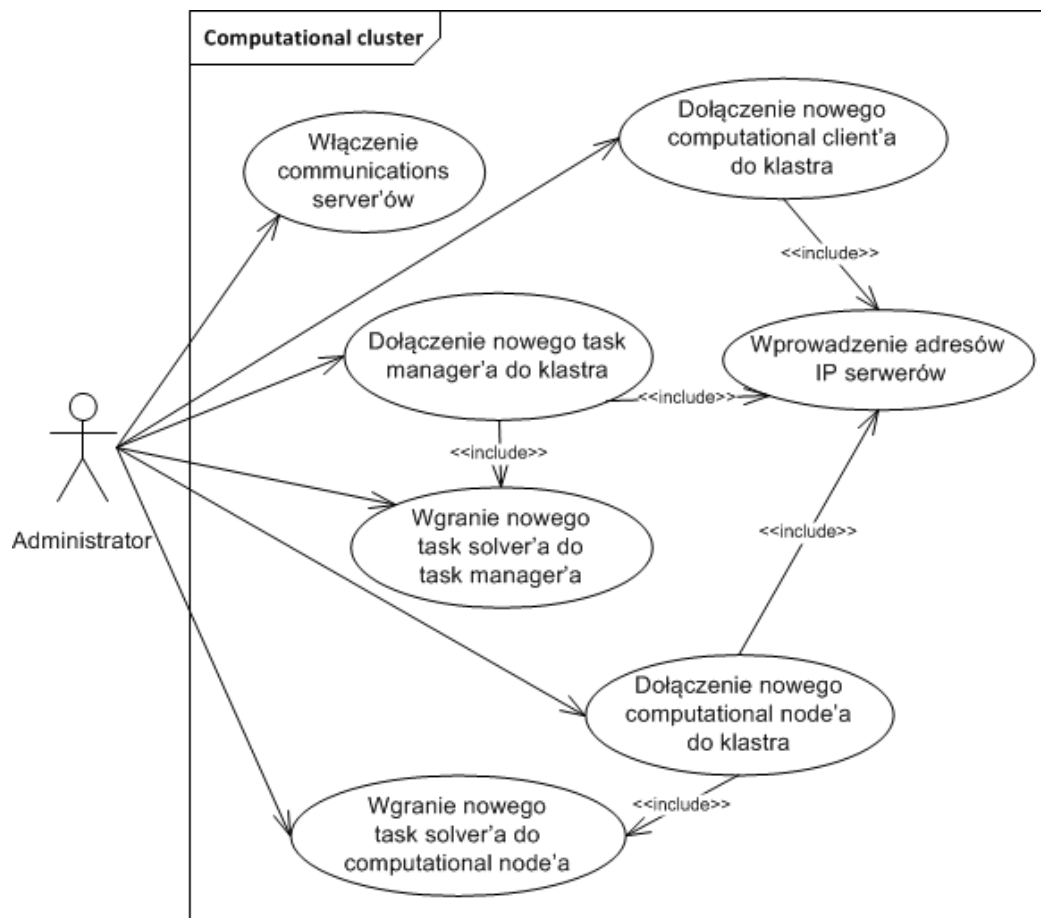 Computational cluster
Włączenie
communications
server'ów
Dołączenie nowego
computational client'a
do klastra
<<include>>
Dołączenie nowego task
manager'a do klastra
Wprowadzenie adresów
IP serwerów
<<include>>
<<include>>
Administrator
Wgranie nowego
task solver'a do
task manager'a
<<include>>
Dołączenie nowego
computational node'a
do klastra
<<include>>
Wgranie nowego
task solver'a do
computational node'a